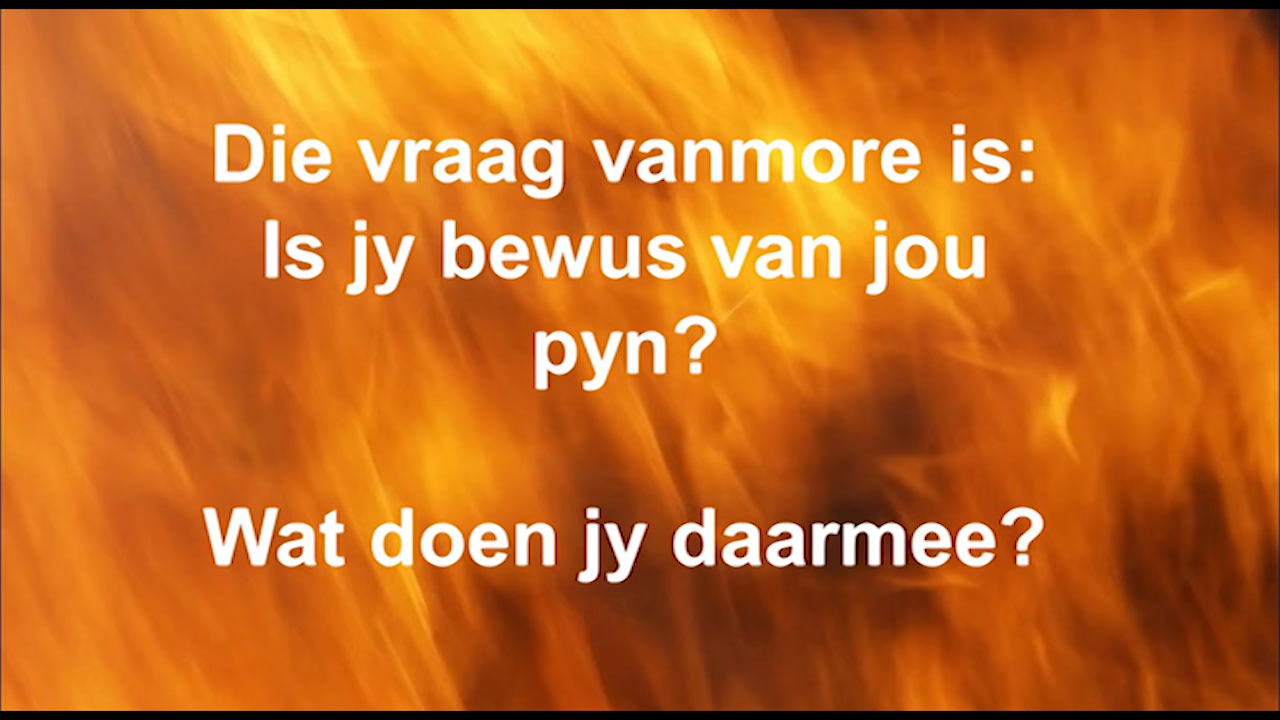 Die vraag vanmore is:
Is jy bewus van jou
pyn?
Wat doen jy daarmee?